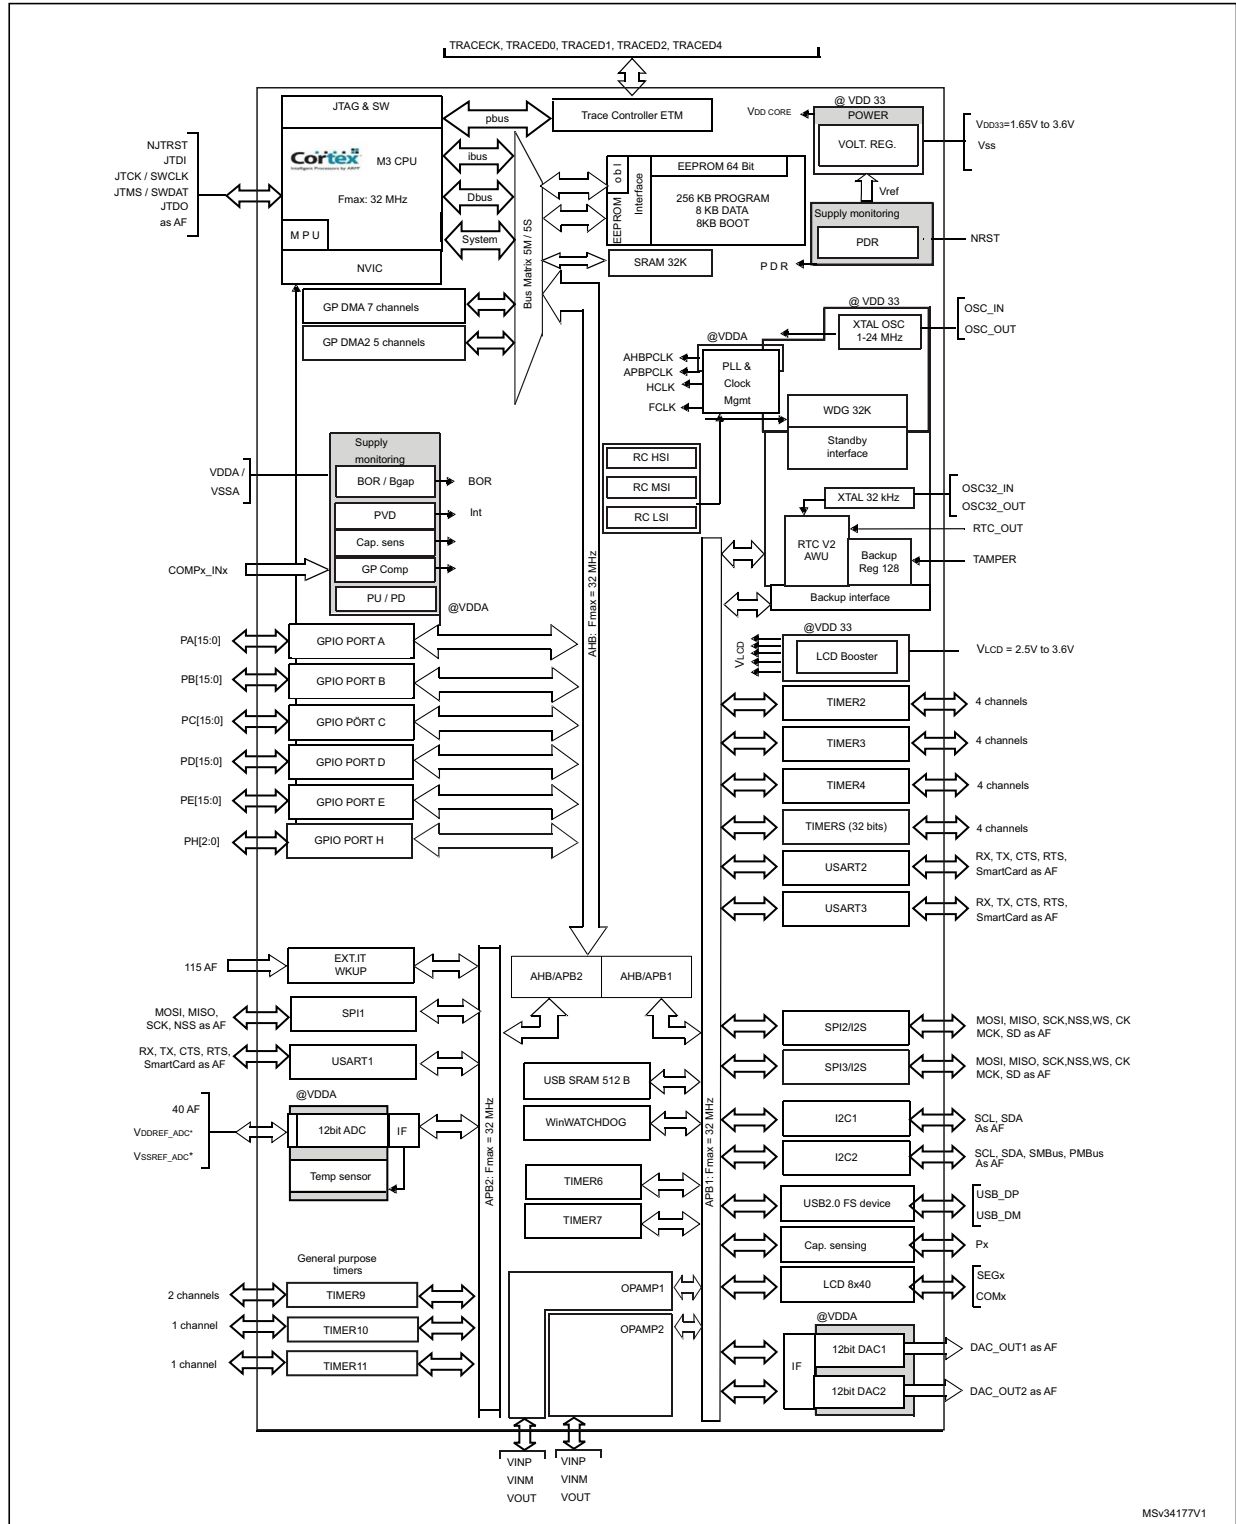 TRACECK, TRACED0, TRACED1, TRACED2, TRACED4
JTAG & SW
pbus
Trace Controller ETM
@ VDD 33
VDD CORE
POWER
VOLT. REG.
VDD33=1.65V to 3.6V
Vss
NJTRST
JTDI
JTCK / SWCLK
JTMS / SWDAT
JTDO
as AF
Cortex
Intelligent Processors by ARM®
M3 CPU
Fmax: 32 MHz
M P U
NVIC
ibus
Dbus
System
Bus Matrix 5M / 5S
EEPROM
o b l
Interface
EEPROM 64 Bit
256 KB PROGRAM
8 KB DATA
8KB BOOT
SRAM 32K
Vref
Supply monitoring
PDR
NRST
P D R
GP DMA 7 channels
GP DMA2 5 channels
@ VDD 33
XTAL OSC
1-24 MHz
OSC_IN
OSC_OUT
@VDDA
AHBPCLK
APBPCLK
HCLK
FCLK
PLL &
Clock
Mgmt
WDG 32K
Standby
interface
RC HSI
RC MSI
RC LSI
Supply
monitoring
VDDA /
VSSA
BOR / Bgap
BOR
PVD
Int
Cap. sens
COMPx_INx
GP Comp
PU / PD
@VDDA
XTAL 32 kHz
OSC32_IN
OSC32_OUT
RTC V2
AWU
RTC_OUT
Backup
Reg 128
TAMPER
Backup interface
AHB: Fmax = 32 MHz
PA[15:0]
GPIO PORT A
PB[15:0]
GPIO PORT B
PC[15:0]
GPIO PÖRT C
PD[15:0]
GPIO PORT D
PE[15:0]
GPIO PORT E
PH[2:0]
GPIO PORT H
@VDD 33
VLCD
LCD Booster
VLCD = 2.5V to 3.6V
TIMER2
4 channels
TIMER3
4 channels
TIMER4
4 channels
TIMERS (32 bits)
4 channels
USART2
RX, TX, CTS, RTS,
SmartCard as AF
USART3
RX, TX, CTS, RTS,
SmartCard as AF
115 AF
EXT.IT
WKUP
AHB/APB2
AHB/APB1
MOSI, MISO,
SCK, NSS as AF
SPI1
RX, TX, CTS, RTS,
SmartCard as AF
USART1
SPI2/I2S
MOSI, MISO, SCK,NSS,WS, CK
MCK, SD as AF
SPI3/I2S
MOSI, MISO, SCK,NSS,WS, CK
MCK, SD as AF
USB SRAM 512 B
WinWATCHDOG
@VDDA
40 AF
VDDREF_ADC*
VSSREF_ADC*
12bit ADC
IF
Temp sensor
APB2: Fmax = 32 MHz
APB1: Fmax = 32 MHz
I2C1
SCL, SDA
As AF
I2C2
SCL, SDA, SMBus, PMBus
As AF
TIMER6
TIMER7
USB2.0 FS device
USB_DP
USB_DM
Cap. sensing
Px
LCD 8x40
SEGx
COMx
General purpose
timers
2 channels
TIMER9
1 channel
TIMER10
1 channel
TIMER11
OPAMP1
OPAMP2
@VDDA
IF
12bit DAC1
DAC_OUT1 as AF
12bit DAC2
DAC_OUT2 as AF
VINP
VINM
VOUT
VINP
VINM
VOUT
MSv34177V1